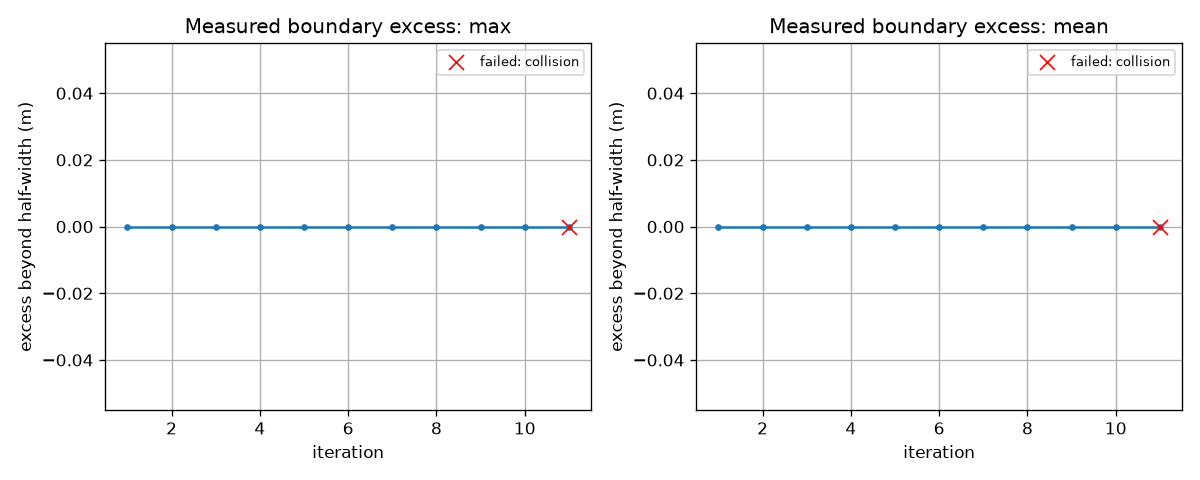 Measured boundary excess: max
failed: collision
excess beyond half-width (m)
0.04
0.02
0.00
−0.02
−0.04
2 4 6 8 10
iteration
Measured boundary excess: mean
failed: collision
excess beyond half-width (m)
0.04
0.02
0.00
−0.02
−0.04
2 4 6 8 10
iteration